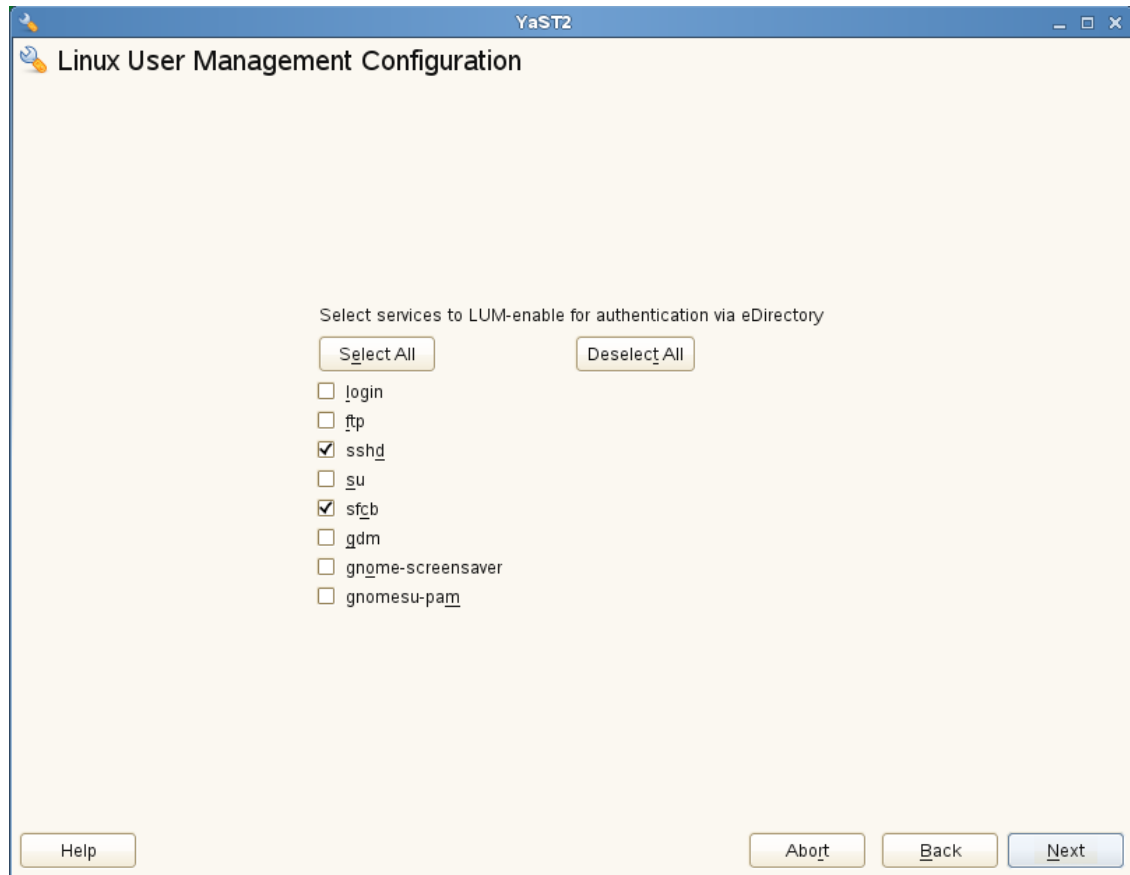 YaST2
Linux User Management Configuration
Select services to LUM-enable for authentication via eDirectory
Select All
Deselect All
login
ftp
sshd
su
sfcb
gdm
gnome-screensaver
gnomesu-pam
Help
Abort
Back
Next